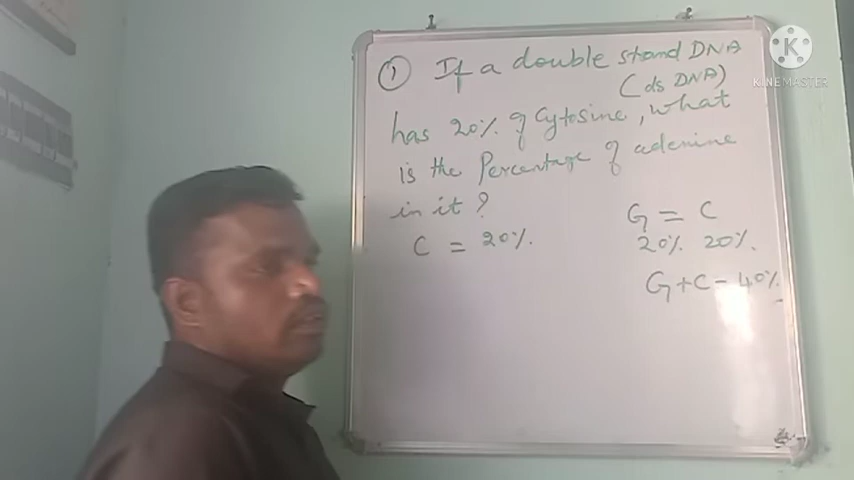 ① If a double strand DNA
(ds DNA)
has 20% of Cytosine, what
is the Percentage of adenine
in it?
C = 20%.
G = C
20% 20%.
G+C = 40%
K
KINEMASTER